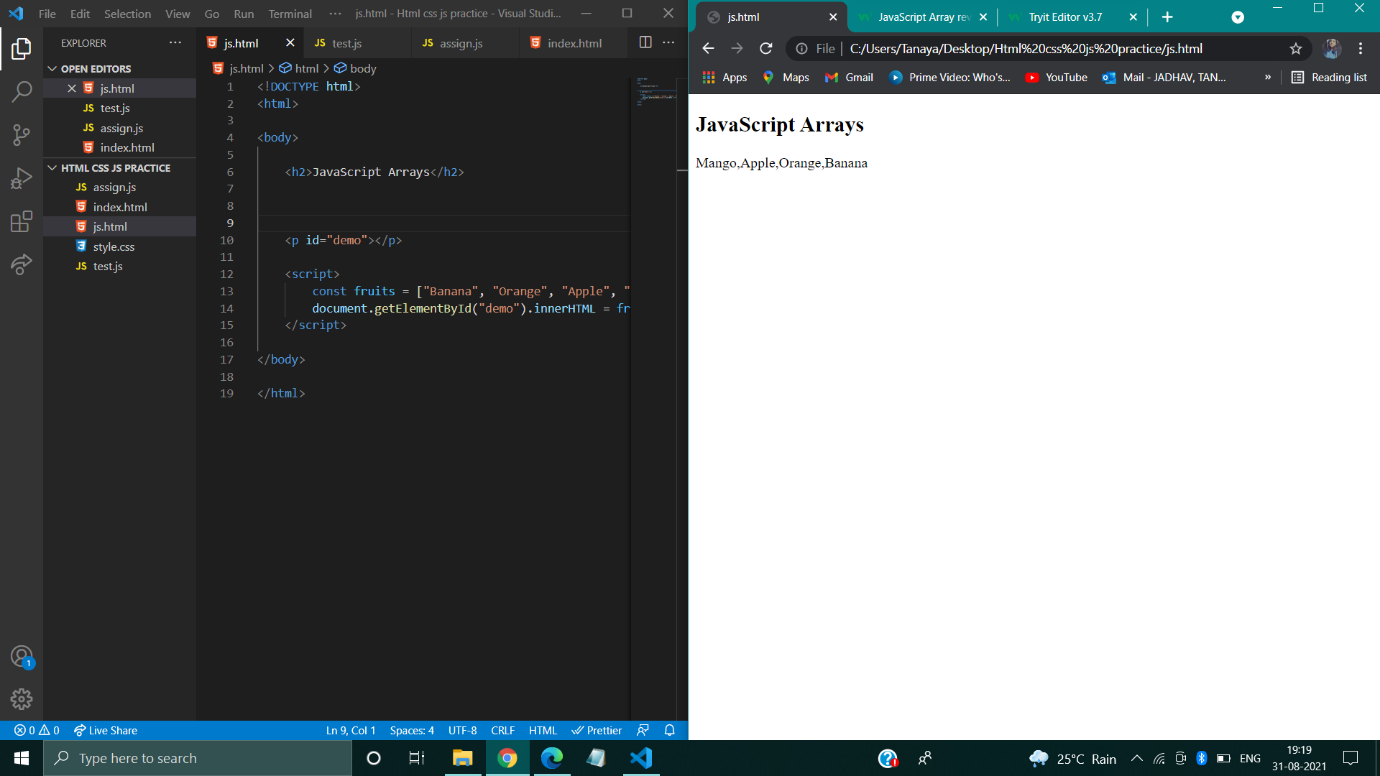 File Edit Selection View Go Run Terminal ··· js.html - Html css js practice - Visual Studi...
EXPLORER ···
OPEN EDITORS
js.html
JS test.js
JS assign.js
index.html
HTML CSS JS PRACTICE
JS assign.js
index.html
js.html
style.css
JS test.js
1
js.html
JS test.js
JS assign.js
index.html
···
js.html > html > body
1 <!DOCTYPE html>
2 <html>
3
4 <body>
5
6 <h2>JavaScript Arrays</h2>
7
8
9
10 <p id="demo"></p>
11
12 <script>
13 const fruits = ["Banana", "Orange", "Apple", "
14 document.getElementById("demo").innerHTML = fr
15 </script>
16
17 </body>
18
19 </html>
0 0 Live Share Ln 9, Col 1 Spaces: 4 UTF-8 CRLF HTML Prettier
js.html
JavaScript Array rev
Tryit Editor v3.7
File | C:/Users/Tanaya/Desktop/Html%20css%20js%20practice/js.html
Apps Maps Gmail Prime Video: Who's... YouTube Mail - JADHAV, TAN... » Reading list
JavaScript Arrays
Mango,Apple,Orange,Banana
Type here to search
25°C Rain
ENG
19:19
31-08-2021